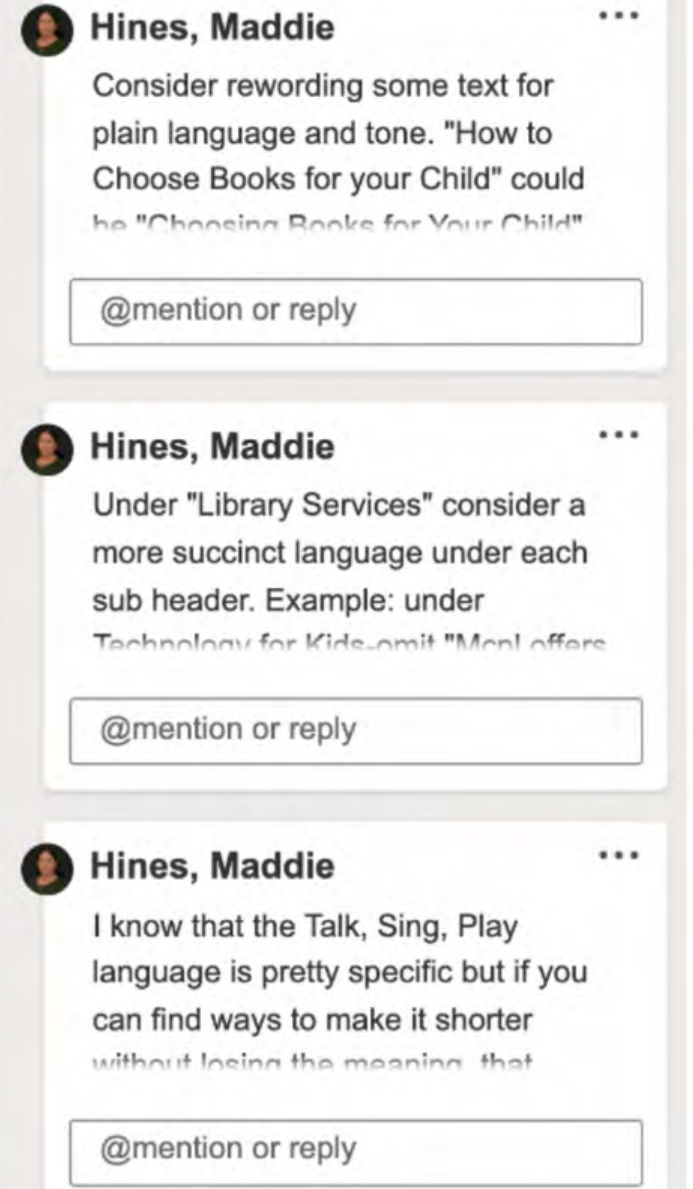 Hines, Maddie
Consider rewording some text for
plain language and tone. "How to
Choose Books for your Child" could
be "Choosing Books for Your Child"
@mention or reply
Hines, Maddie
Under "Library Services" consider a
more succinct language under each
sub header. Example: under
Technology for Kids-omit "Mcpl offers
@mention or reply
Hines, Maddie
I know that the Talk, Sing, Play
language is pretty specific but if you
can find ways to make it shorter
without losing the meaning, that
@mention or reply